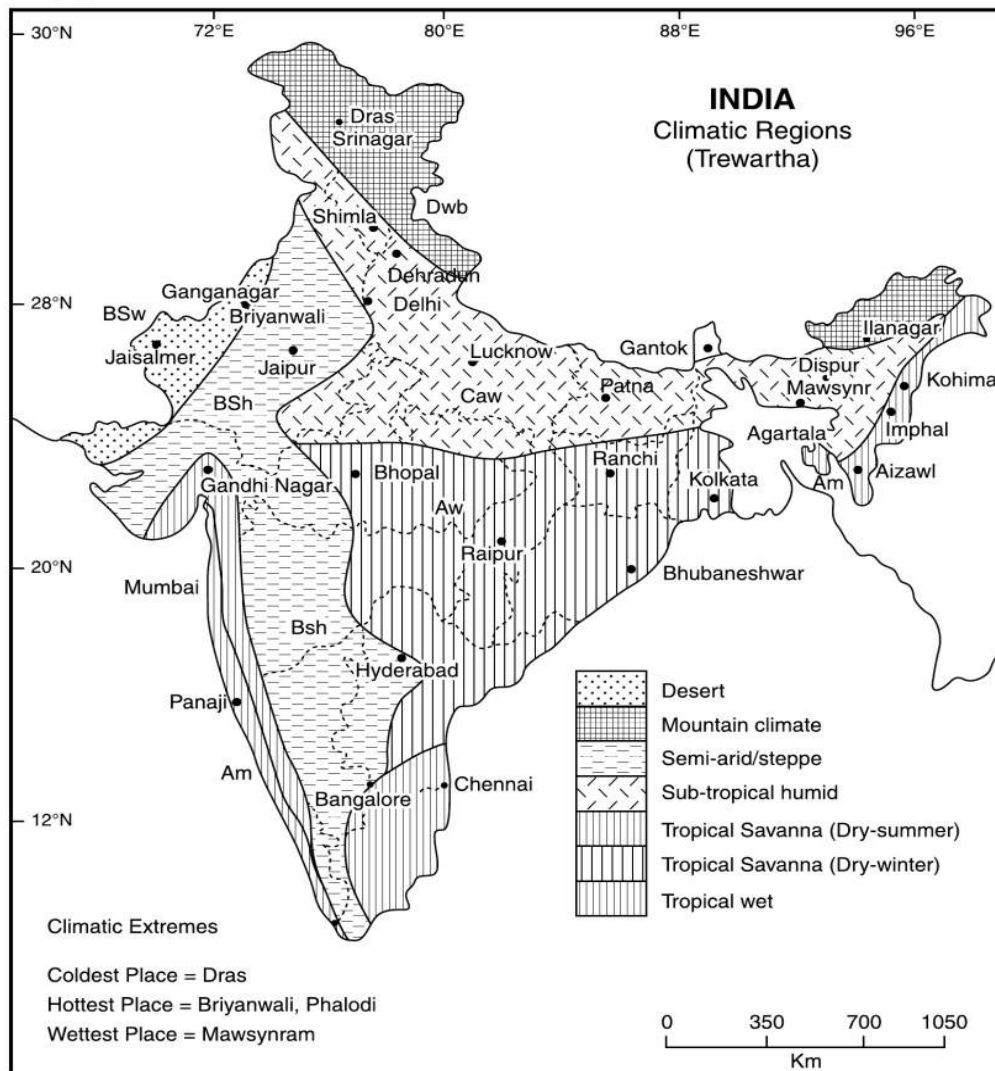 72°E 80°E 88°E 96°E
30°N
INDIA
Climatic Regions
(Trewartha)
Dras
Srinagar
Dwb
Shimla
Dehradun
28°N
Ganganagar
Delhi
BSw
Briyanwali
Ilanagar
Jaisalmer
Jaipur
Lucknow
Gantok
Dispur
Kohima
BSh
Caw
Patna
Mawsynr
Imphal
Agartala
Gandhi Nagar
Bhopal
Ranchi
Kolkata
Am
Aizawl
Aw
Raipur
20°N
Mumbai
Bhubaneshwar
Bsh
Hyderabad
Panaji
Am
Bangalore
Chennai
12°N
Desert
Mountain climate
Semi-arid/steppe
Sub-tropical humid
Tropical Savanna (Dry-summer)
Tropical Savanna (Dry-winter)
Tropical wet
Climatic Extremes
Coldest Place = Dras
Hottest Place = Briyanwali, Phalodi
Wettest Place = Mawsynram
0 350 700 1050
Km